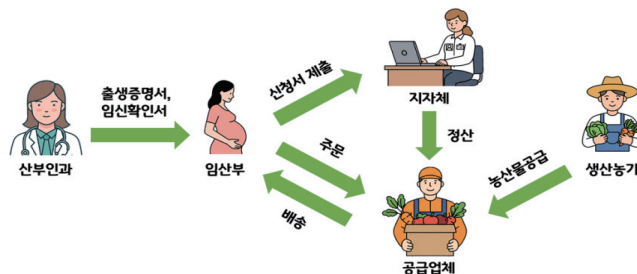 출생증명서,
임신확인서
산부인과
임산부
신청서 제출
지자체
정산
주문
배송
농산물공급
생산농가
공급업체